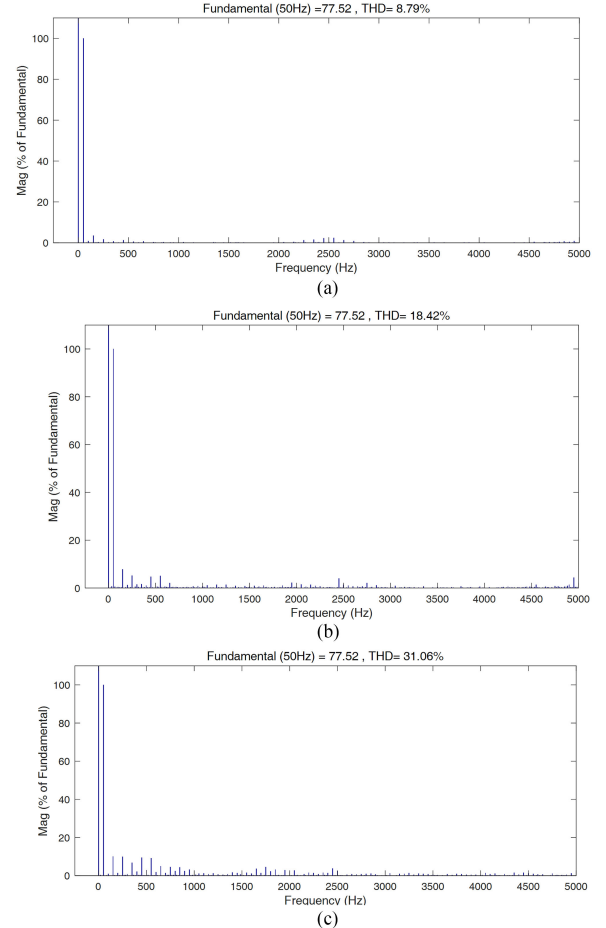 Fundamental (50Hz) =77.52 , THD= 8.79%
100
80
60
40
20
0
Mag (% of Fundamental)
0 500 1000 1500 2000 2500 3000 3500 4000 4500 5000
Frequency (Hz)
(a)
Fundamental (50Hz) = 77.52 , THD= 18.42%
100
80
60
40
20
0
Mag (% of Fundamental)
0 500 1000 1500 2000 2500 3000 3500 4000 4500 5000
Frequency (Hz)
(b)
Fundamental (50Hz) = 77.52 , THD= 31.06%
100
80
60
40
20
0
Mag (% of Fundamental)
0 500 1000 1500 2000 2500 3000 3500 4000 4500 5000
Frequency (Hz)
(c)